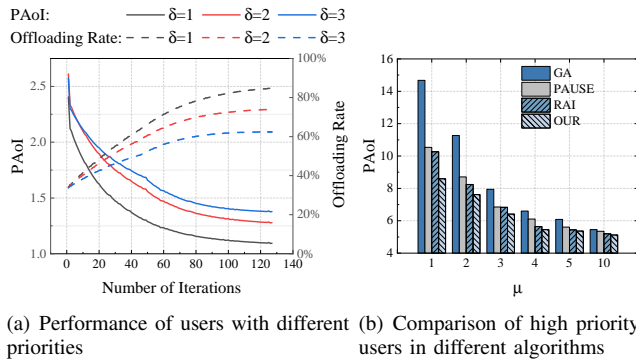 PAoI: δ=1 δ=2 δ=3
Offloading Rate: δ=1 δ=2 δ=3
2.5
2.0
1.5
1.0
PAoI
100%
80%
60%
40%
20%
0%
Offloading Rate
0 20 40 60 80 100 120 140
Number of Iterations
16
14
12
10
8
6
4
PAoI
GA
PAUSE
RAI
OUR
1 2 3 4 5 10
μ
(a) Performance of users with different
priorities
(b) Comparison of high priority
users in different algorithms